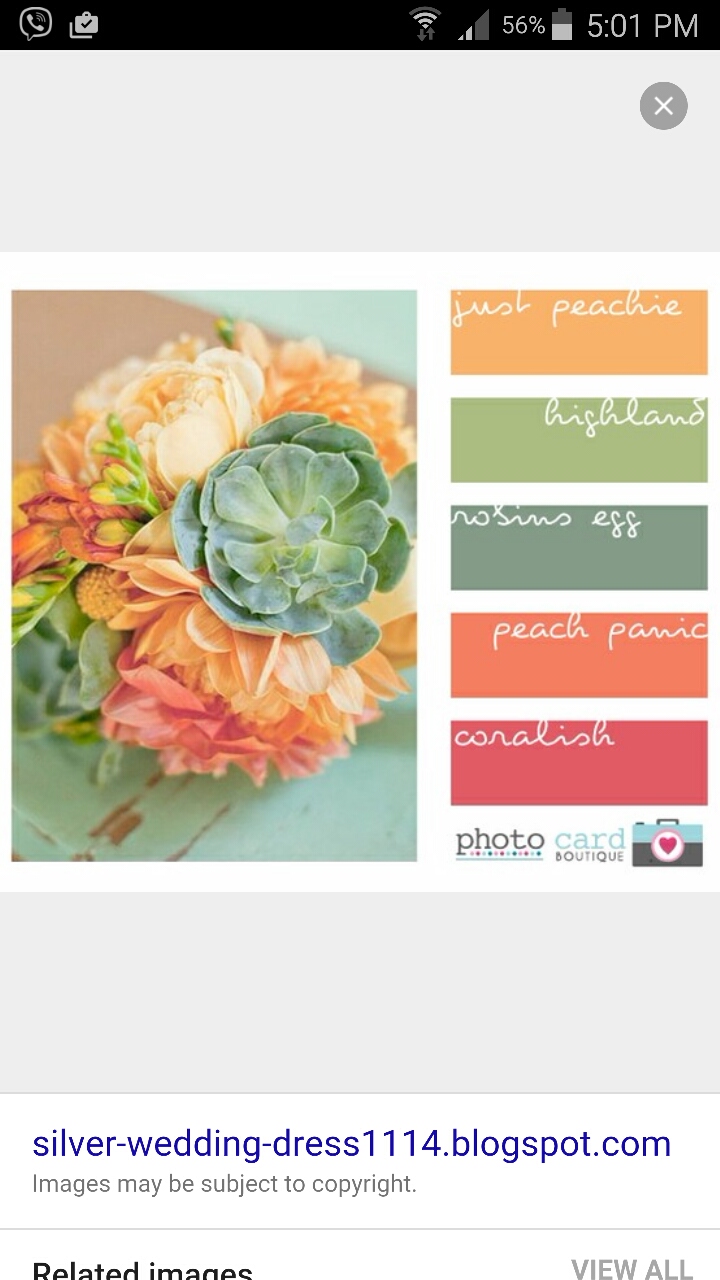 56% 5:01 PM
just peachie
highland
robins egg
peach panic
coralish
photo card
BOUTIQUE
silver-wedding-dress1114.blogspot.com
Images may be subject to copyright.
Related images VIEW ALL